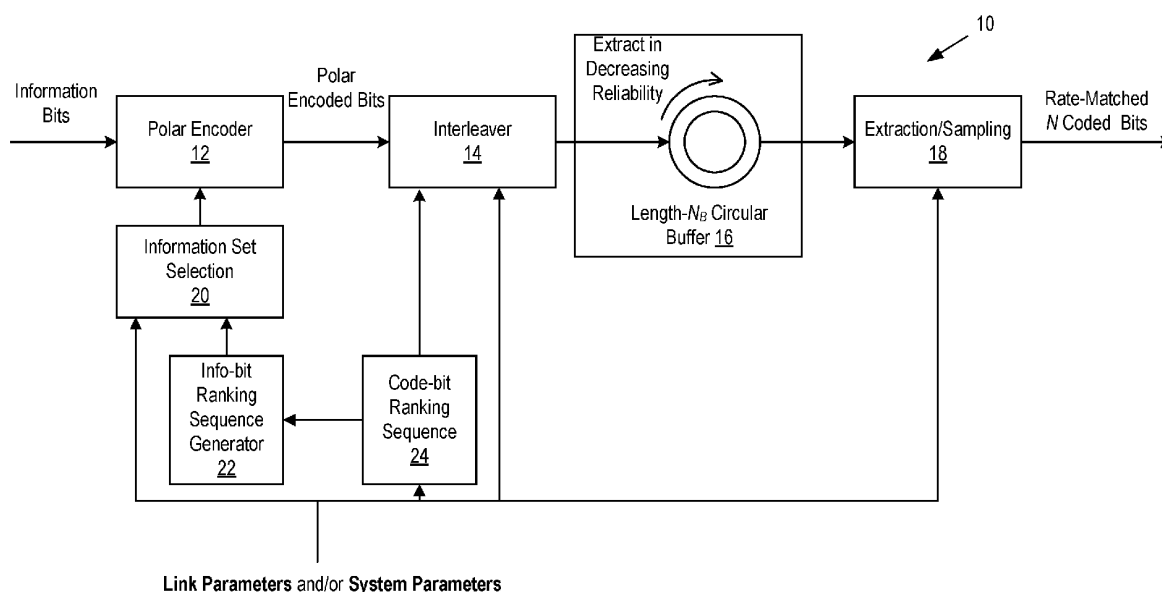 10
Information
Bits
Polar Encoder
12
Polar
Encoded Bits
Interleaver
14
Extract in
Decreasing
Reliability
Length-N_B Circular
Buffer 16
Extraction/Sampling
18
Rate-Matched
N Coded Bits
Information Set
Selection
20
Info-bit
Ranking
Sequence
Generator
22
Code-bit
Ranking
Sequence
24
Link Parameters and/or System Parameters